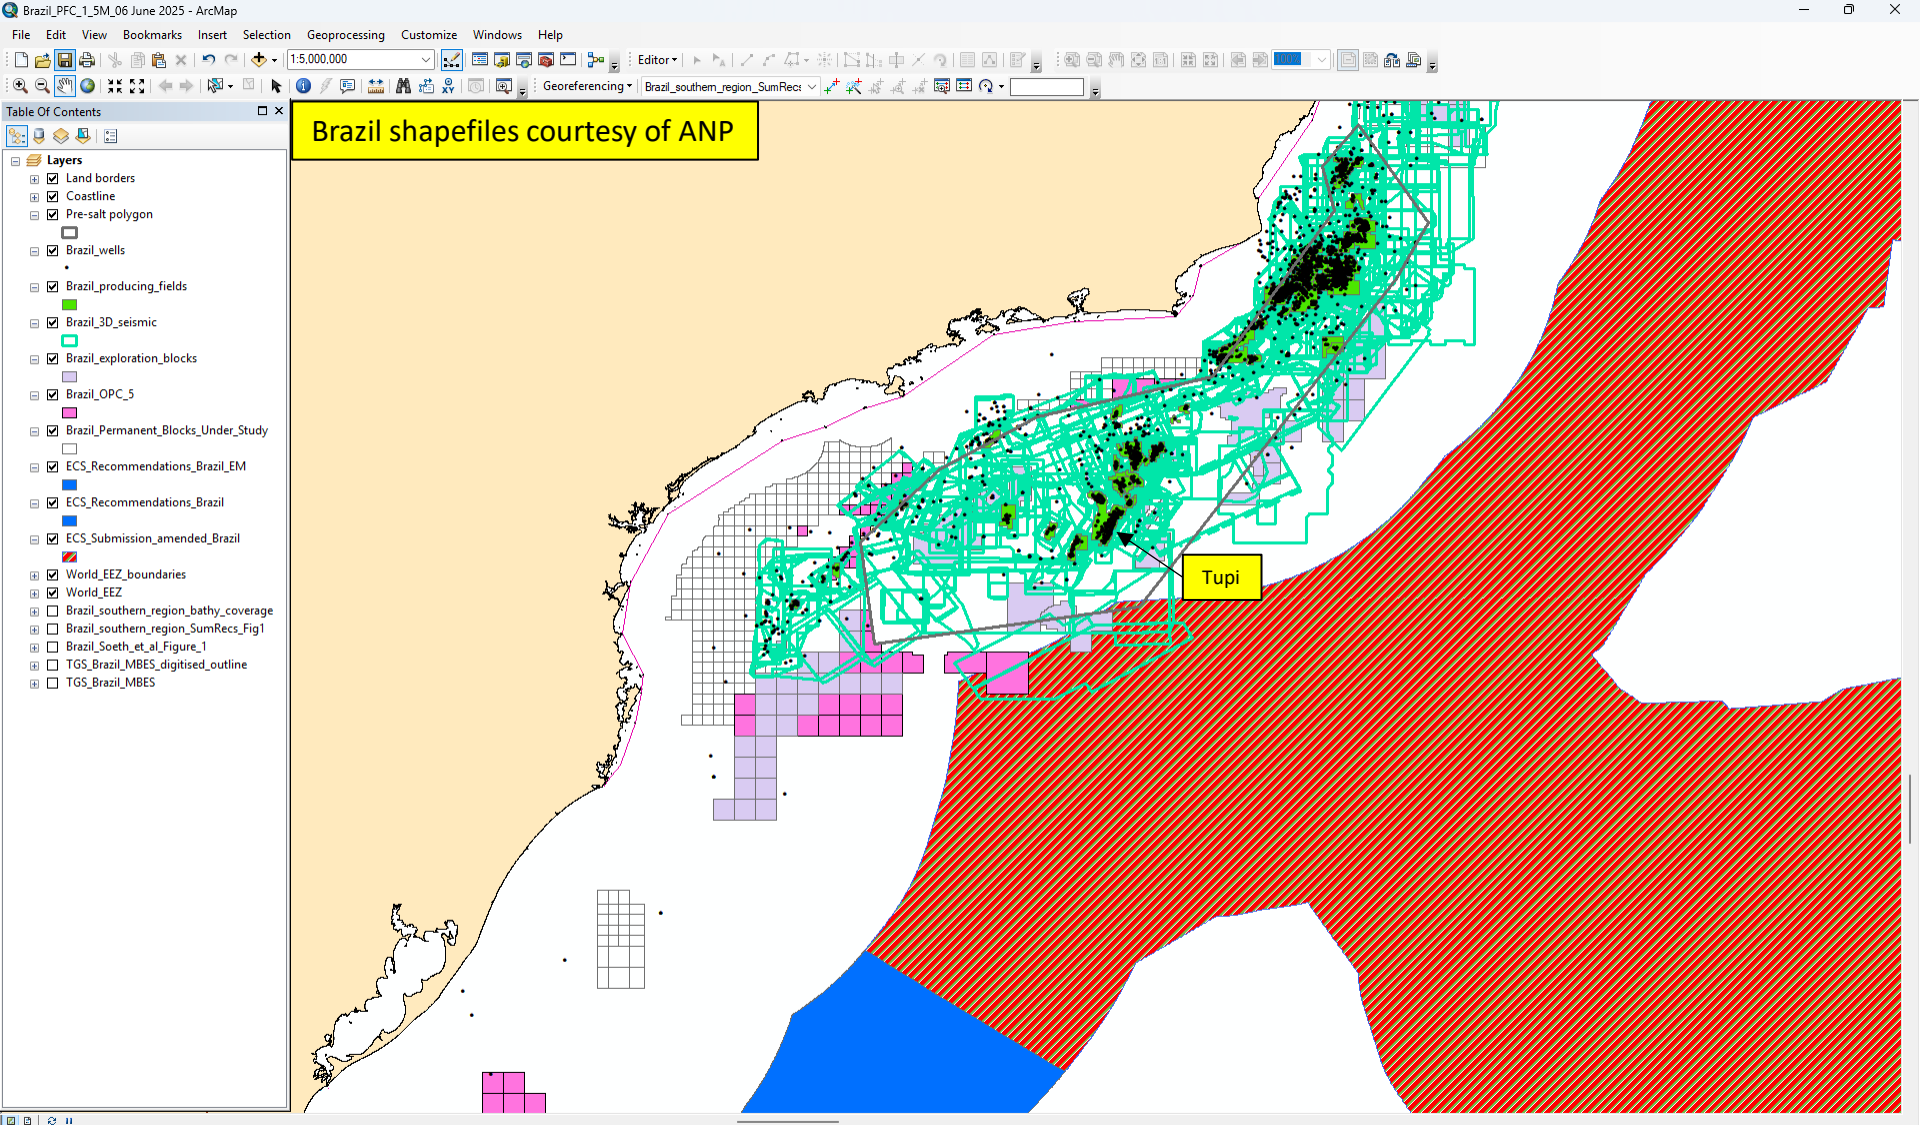 Brazil_PFC_1_5M_06 June 2025 - ArcMap
File Edit View Bookmarks Insert Selection Geoprocessing Customize Windows Help
1:5,000,000 Editor 100%
Georeferencing Brazil_southern_region_SumRecs
Table Of Contents
Layers
Land borders
Coastline
Pre-salt polygon
Brazil_wells
Brazil_producing_fields
Brazil_3D_seismic
Brazil_exploration_blocks
Brazil_OPC_5
Brazil_Permanent_Blocks_Under_Study
ECS_Recommendations_Brazil_EM
ECS_Recommendations_Brazil
ECS_Submission_amended_Brazil
World_EEZ_boundaries
World_EEZ
Brazil_southern_region_bathy_coverage
Brazil_southern_region_SumRecs_Fig1
Brazil_Soeth_et_al_Figure_1
TGS_Brazil_MBES_digitised_outline
TGS_Brazil_MBES
Brazil shapefiles courtesy of ANP
Tupi